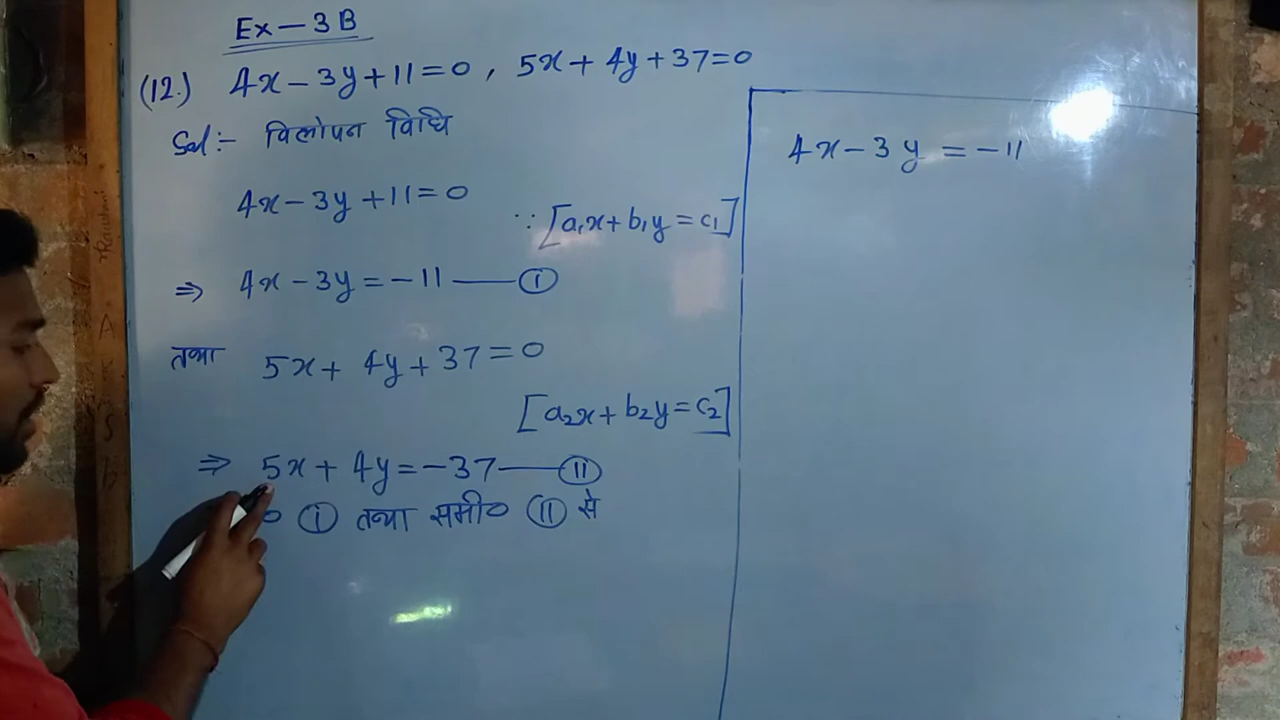 Ex-3B
(12.) 4x-3y+11=0, 5x+4y+37=0
Sol:- विलोपन विधि
4x-3y+11=0
∵ [a₁x+b₁y=c₁]
⇒ 4x-3y=-11 —— (I)
तथा 5x+4y+37=0
[a₂x+b₂y=c₂]
⇒ 5x+4y=-37 —— (II)
० (I) तथा समी० (II) से
4x-3y=-11